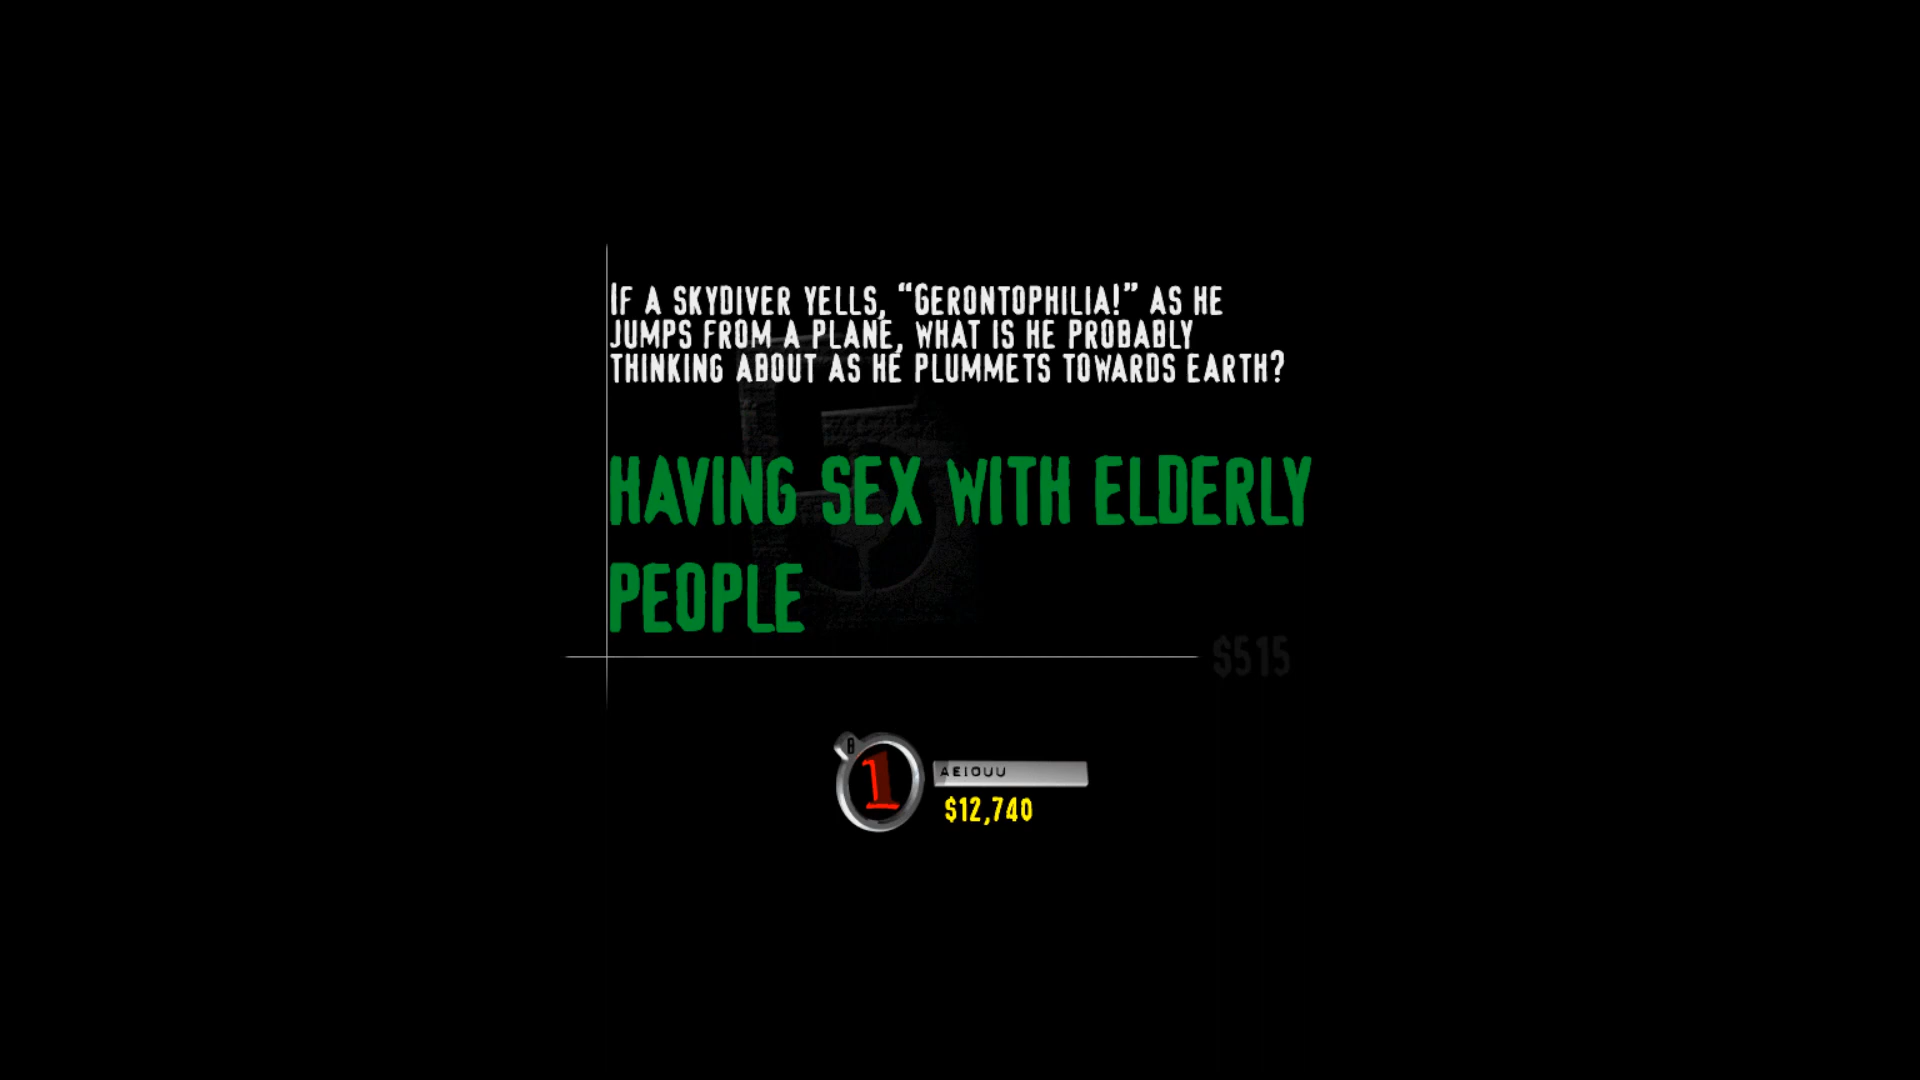 If a skydiver yells, “Gerontophilia!” as he
jumps from a plane, what is he probably
thinking about as he plummets towards Earth?
HAVING SEX WITH ELDERLY
PEOPLE
$515
B
1
AEIOUU
$12,740